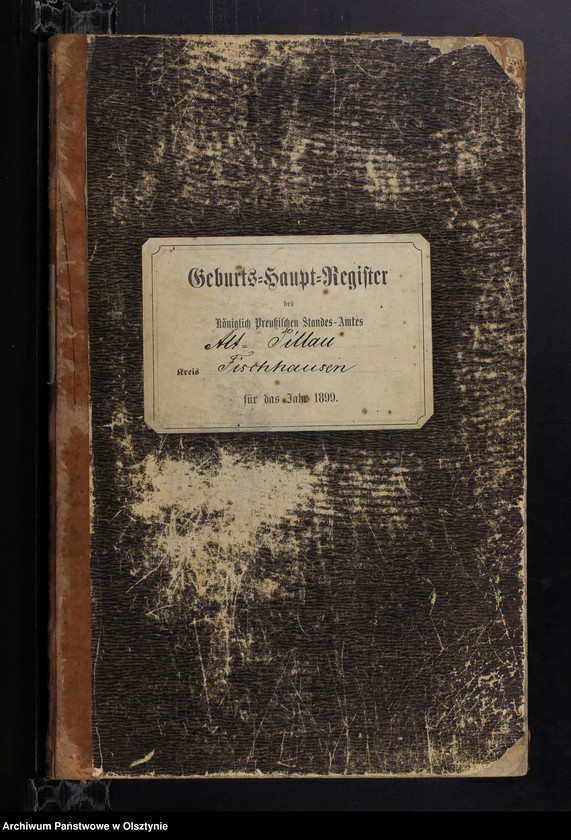 Geburts-Haupt-Register
des
Königlich Preußischen Standes-Amtes
Alt-Pillau
Kreis Fischhausen
für das Jahr 1899.
Archiwum Państwowe w Olsztynie